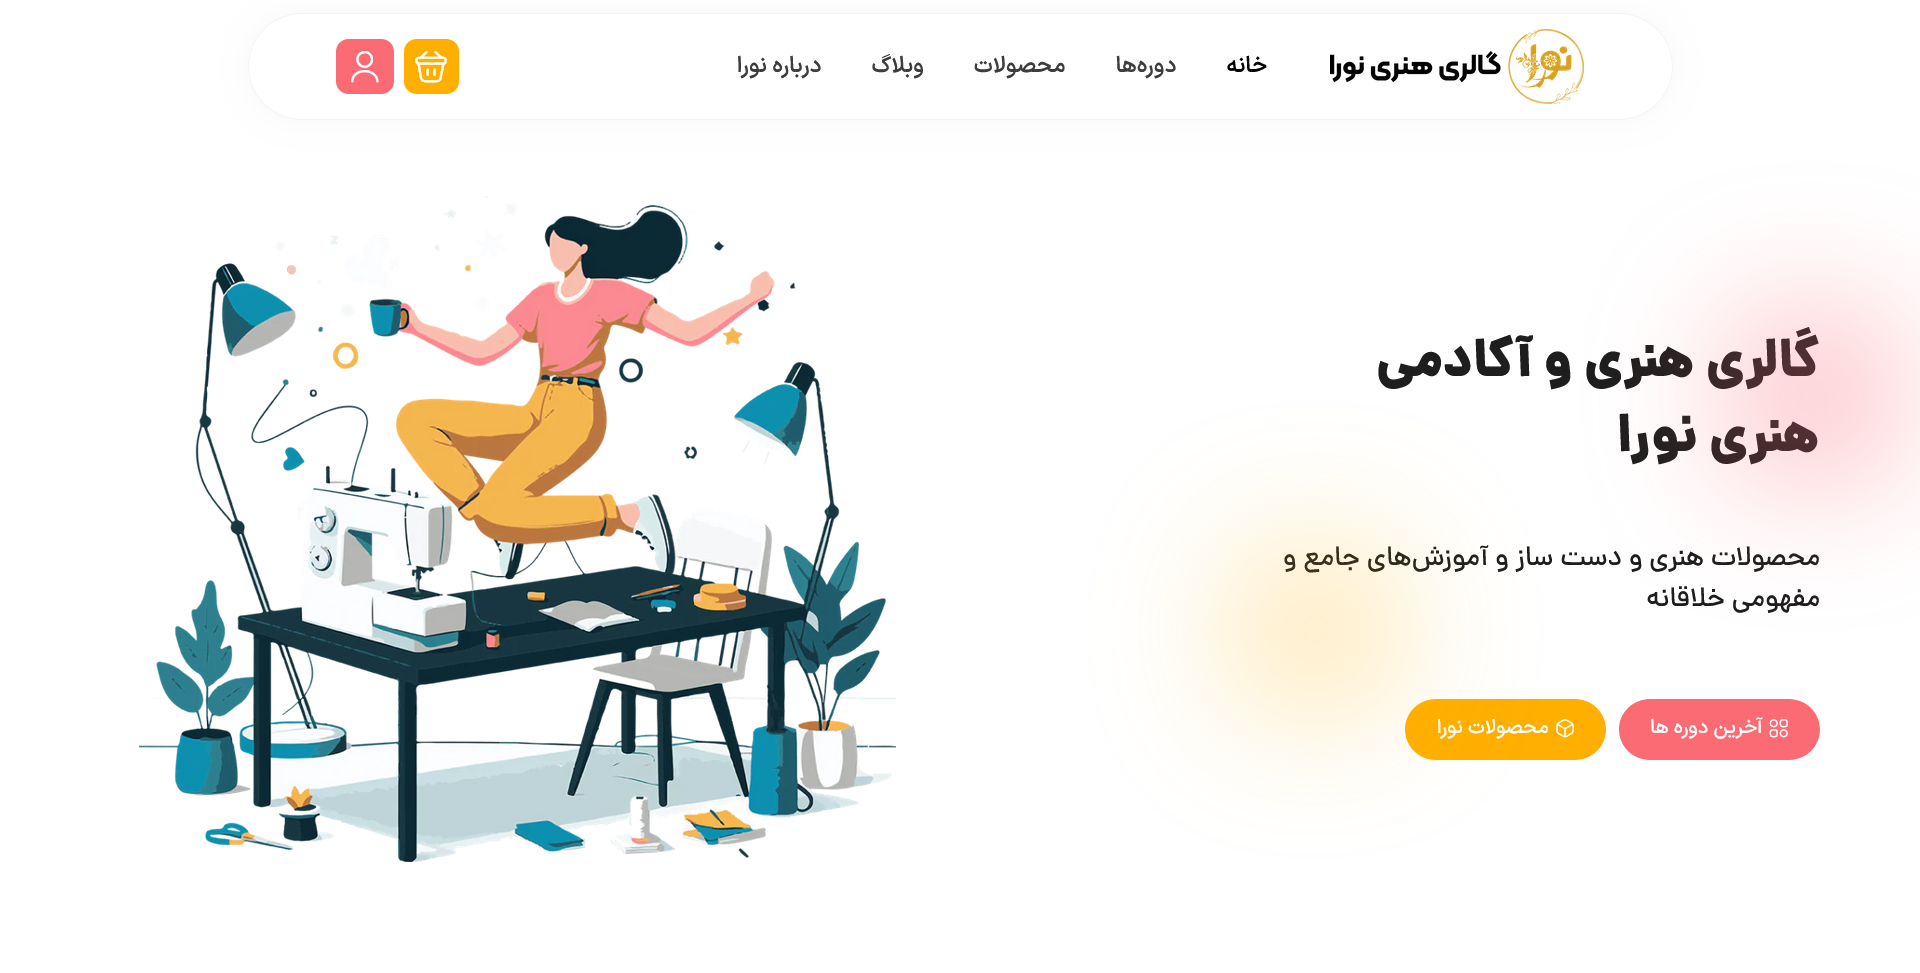 نورا
گالری هنری نورا
خانه
دوره‌ها
محصولات
وبلاگ
درباره نورا
گالری هنری و آکادمی
هنری نورا
محصولات هنری و دست ساز و آموزش‌های جامع و
مفهومی خلاقانه
آخرین دوره ها
محصولات نورا